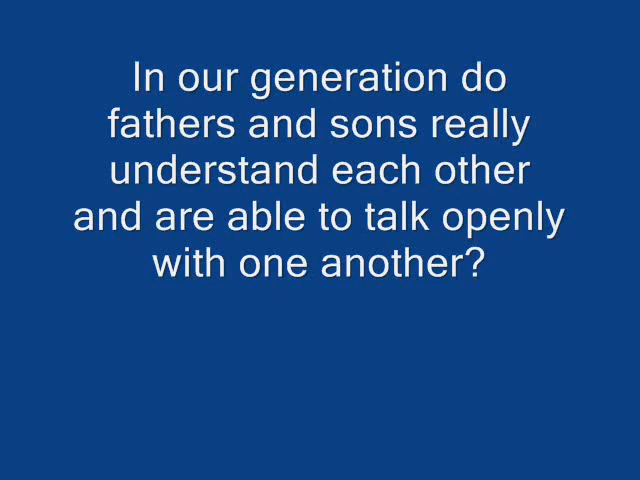 In our generation do
fathers and sons really
understand each other
and are able to talk openly
with one another?